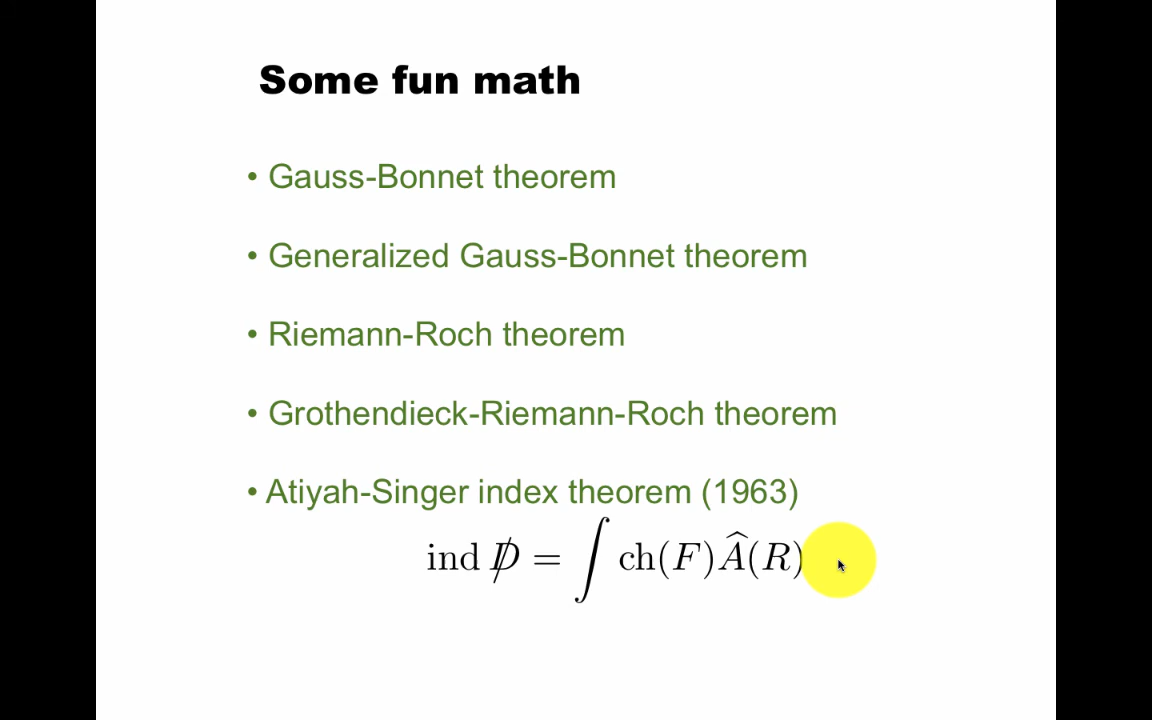 Some fun math
• Gauss-Bonnet theorem
• Generalized Gauss-Bonnet theorem
• Riemann-Roch theorem
• Grothendieck-Riemann-Roch theorem
• Atiyah-Singer index theorem (1963)
ind D̸ = ∫ ch(F)Â(R)